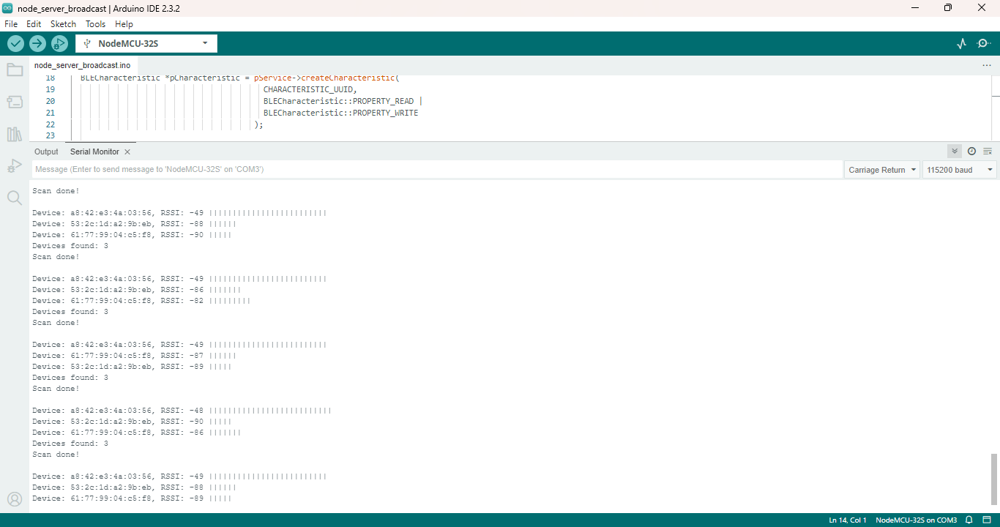 node_server_broadcast | Arduino IDE 2.3.2
File Edit Sketch Tools Help
NodeMCU-32S
node_server_broadcast.ino
18 BLECharacteristic *pCharacteristic = pService->createCharacteristic(
19 CHARACTERISTIC_UUID,
20 BLECharacteristic::PROPERTY_READ |
21 BLECharacteristic::PROPERTY_WRITE
22 );
23
Output Serial Monitor
Message (Enter to send message to 'NodeMCU-32S' on 'COM3') Carriage Return 115200 baud
Scan done!
Device: a8:42:e3:4a:03:56, RSSI: -49 |||||||||||||||||||||||||
Device: 53:2c:1d:a2:9b:eb, RSSI: -88 ||||||
Device: 61:77:99:04:c5:f8, RSSI: -90 |||||
Devices found: 3
Scan done!
Device: a8:42:e3:4a:03:56, RSSI: -49 |||||||||||||||||||||||||
Device: 53:2c:1d:a2:9b:eb, RSSI: -86 |||||||
Device: 61:77:99:04:c5:f8, RSSI: -82 |||||||||
Devices found: 3
Scan done!
Device: a8:42:e3:4a:03:56, RSSI: -49 |||||||||||||||||||||||||
Device: 61:77:99:04:c5:f8, RSSI: -87 ||||||
Device: 53:2c:1d:a2:9b:eb, RSSI: -89 |||||
Devices found: 3
Scan done!
Device: a8:42:e3:4a:03:56, RSSI: -48 ||||||||||||||||||||||||||
Device: 53:2c:1d:a2:9b:eb, RSSI: -90 |||||
Device: 61:77:99:04:c5:f8, RSSI: -86 |||||||
Devices found: 3
Scan done!
Device: a8:42:e3:4a:03:56, RSSI: -49 |||||||||||||||||||||||||
Device: 53:2c:1d:a2:9b:eb, RSSI: -88 ||||||
Device: 61:77:99:04:c5:f8, RSSI: -89 |||||
Ln 14, Col 1 NodeMCU-32S on COM3